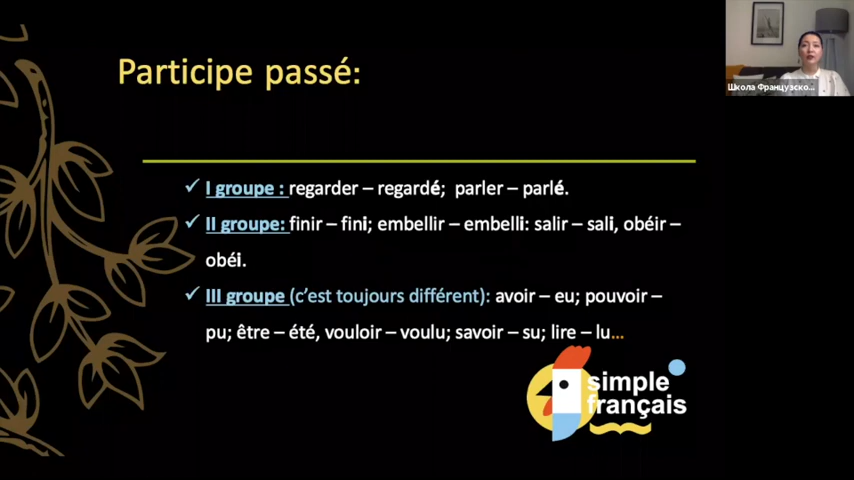 Participe passé:
Школа Французско...
✓ I groupe : regarder – regardé; parler – parlé.
✓ II groupe: finir – fini; embellir – embelli: salir – sali, obéir –
obéi.
✓ III groupe (c’est toujours différent): avoir – eu; pouvoir –
pu; être – été, vouloir – voulu; savoir – su; lire – lu...
simple
français